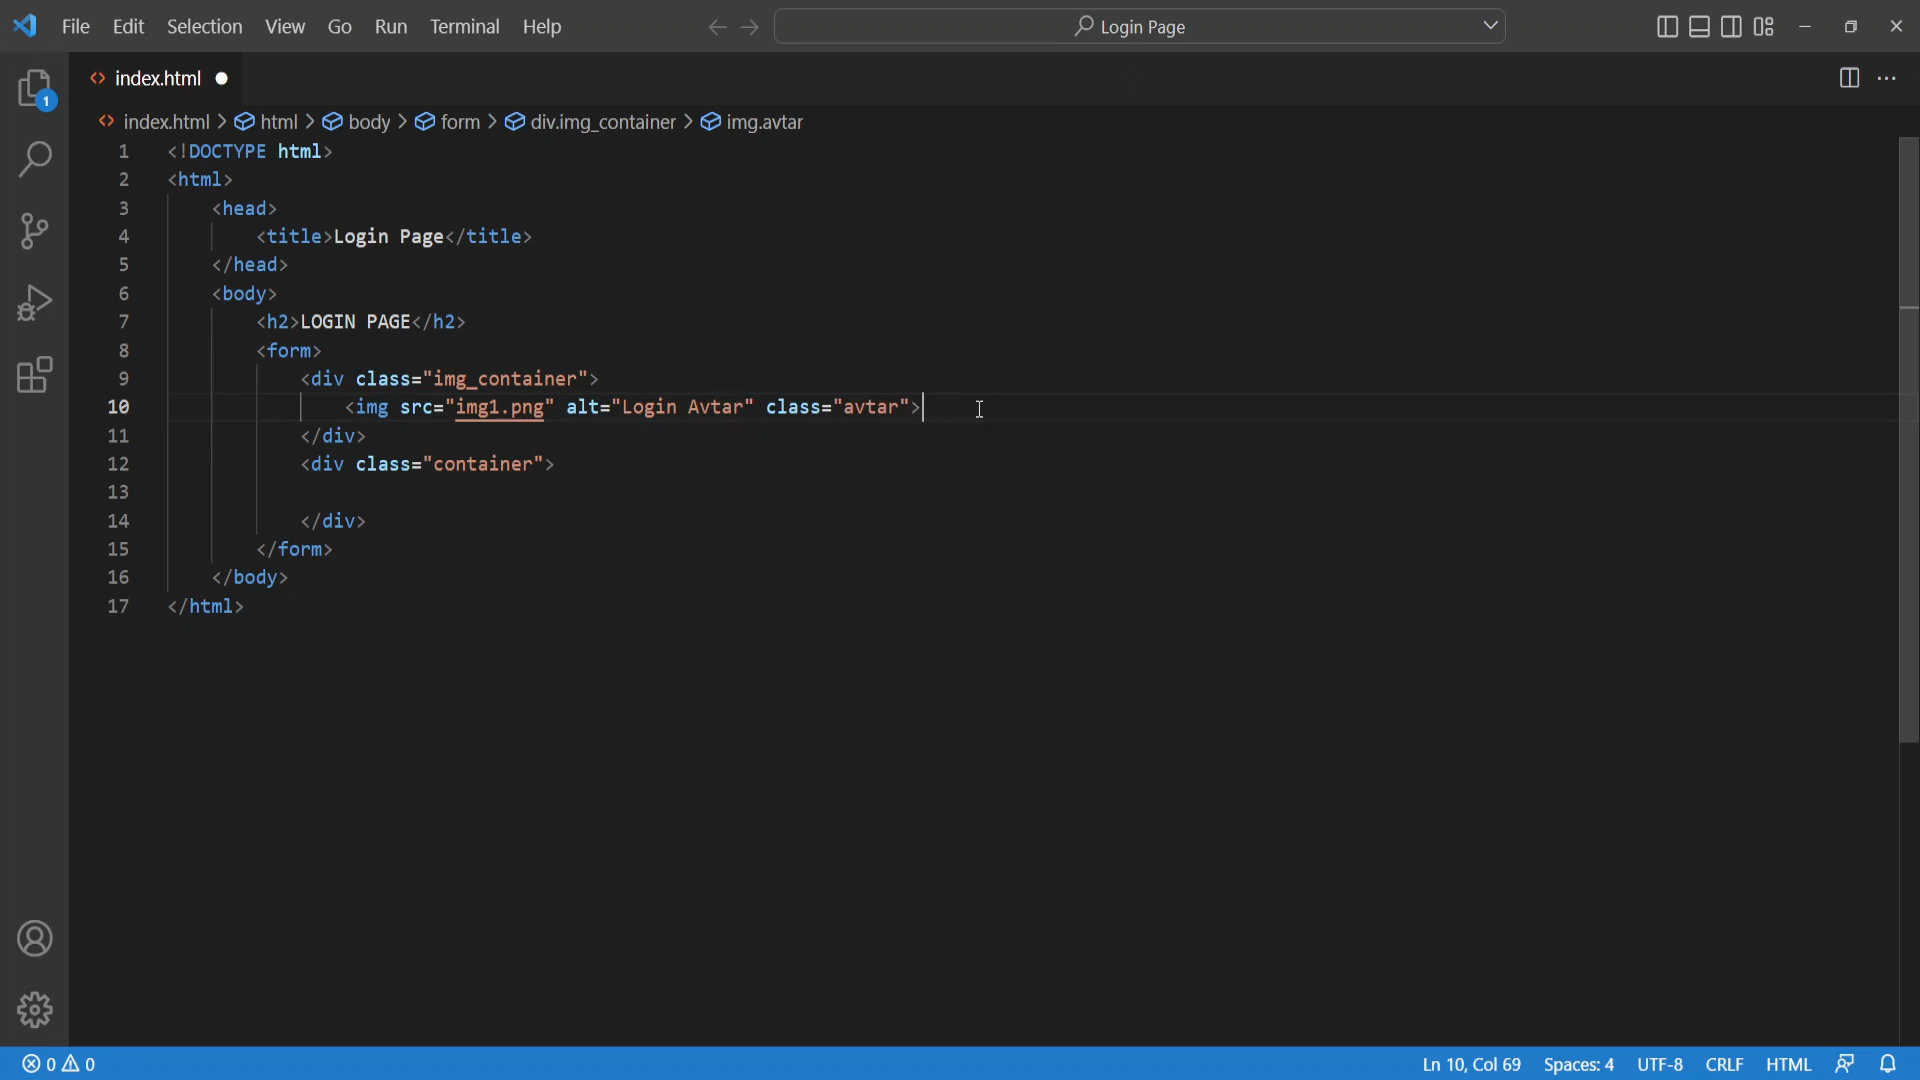 File Edit Selection View Go Run Terminal Help Login Page
index.html
1
index.html > html > body > form > div.img_container > img.avtar
1 <!DOCTYPE html>
2 <html>
3 <head>
4 <title>Login Page</title>
5 </head>
6 <body>
7 <h2>LOGIN PAGE</h2>
8 <form>
9 <div class="img_container">
10 <img src="img1.png" alt="Login Avtar" class="avtar">
11 </div>
12 <div class="container">
13
14 </div>
15 </form>
16 </body>
17 </html>
0 0 Ln 10, Col 69 Spaces: 4 UTF-8 CRLF HTML